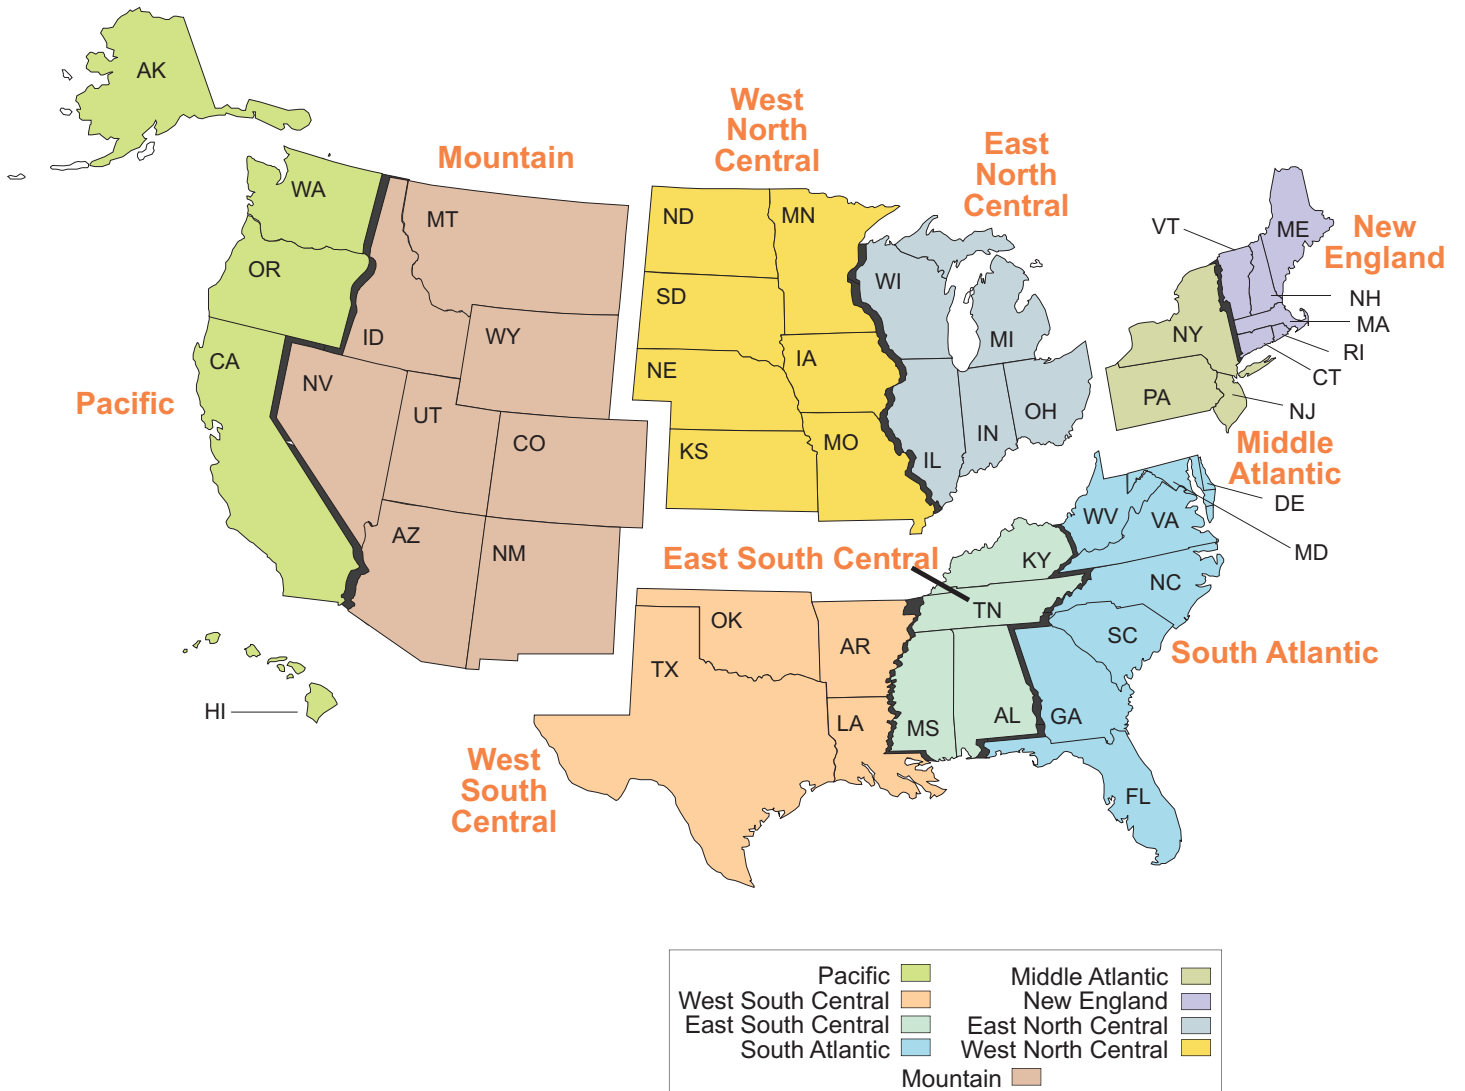 AK
West
North
Central
East
North
Central
Mountain
WA
MT
ND
MN
VT
ME
New
England
OR
WI
SD
NH
MA
ID
WY
MI
NY
RI
CA
NV
NE
IA
CT
Pacific
UT
PA
NJ
OH
CO
KS
MO
IN
IL
Middle
Atlantic
DE
WV
VA
AZ
NM
MD
East South Central
KY
NC
TN
OK
SC
AR
South Atlantic
TX
HI
LA
MS
AL
GA
West
South
Central
FL
Pacific
Middle Atlantic
West South Central
New England
East South Central
East North Central
South Atlantic
West North Central
Mountain